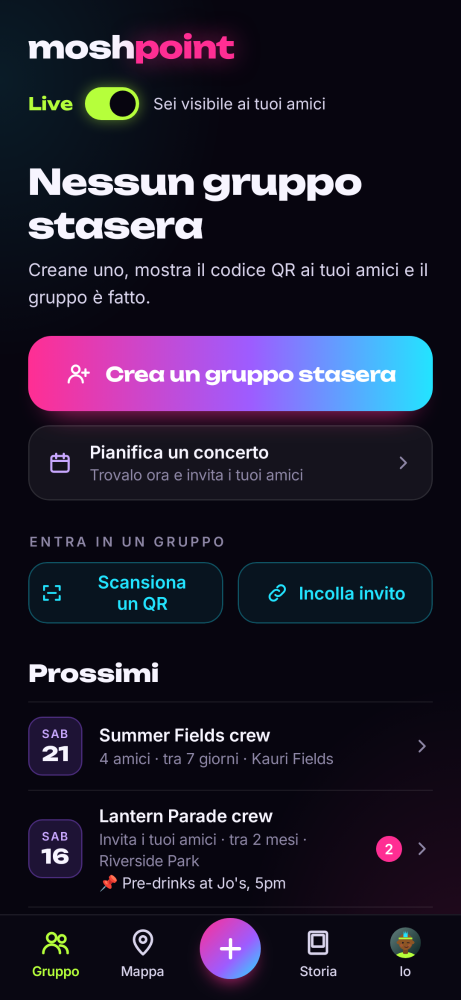 moshpoint
Live
Sei visibile ai tuoi amici
Nessun gruppo
stasera
Creane uno, mostra il codice QR ai tuoi amici e il
gruppo è fatto.
Crea un gruppo stasera
Pianifica un concerto
Trovalo ora e invita i tuoi amici
ENTRA IN UN GRUPPO
Scansiona
un QR
Incolla invito
Prossimi
SAB
21
Summer Fields crew
4 amici · tra 7 giorni · Kauri Fields
SAB
16
Lantern Parade crew
Invita i tuoi amici · tra 2 mesi ·
Riverside Park
📌 Pre-drinks at Jo's, 5pm
2
Gruppo
Mappa
Storia
Io